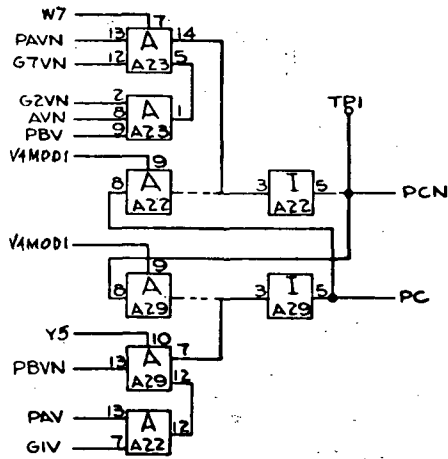 W7
7
PAVN 13 A 14
G7VN 12 A23 5
G2VN 2
AVN 8 A 1
PBV 9 A23
TP1
V4MOD1
9
8 A 3 I 5 PCN
A22 A22
V4MOD1
9
8 A 3 I 5 PC
A29 A29
Y5
10
PBVN 13 A 7
A29 12
PAV 13 A 12
G1V 7 A22